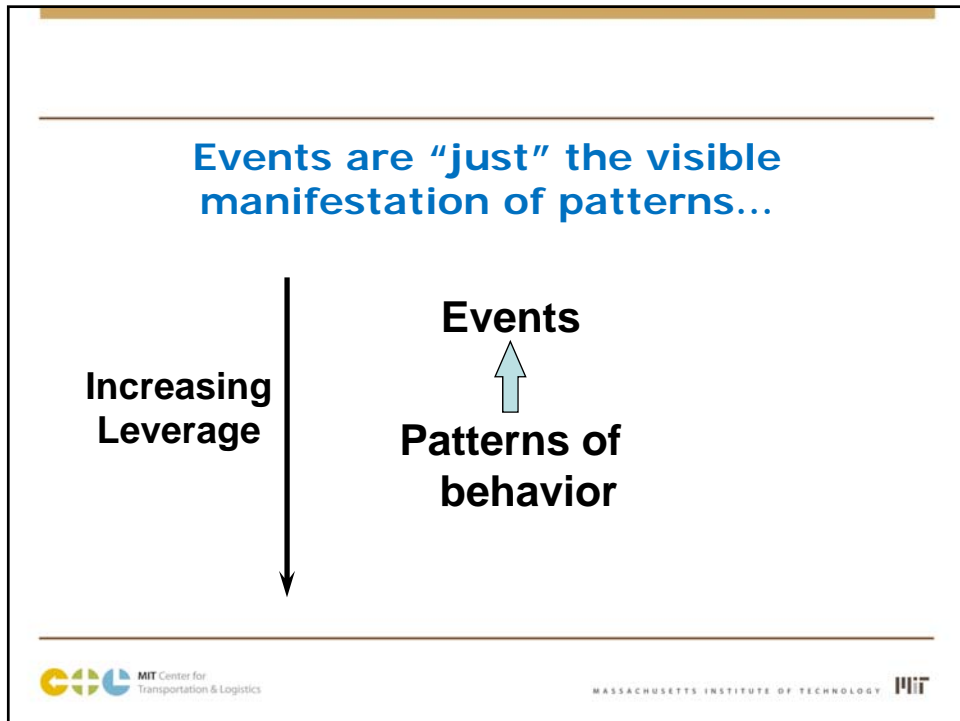 Events are “just” the visible
manifestation of patterns...
Events
Increasing
Leverage
Patterns of
behavior
MIT Center for
Transportation & Logistics
MASSACHUSETTS INSTITUTE OF TECHNOLOGY
MIT